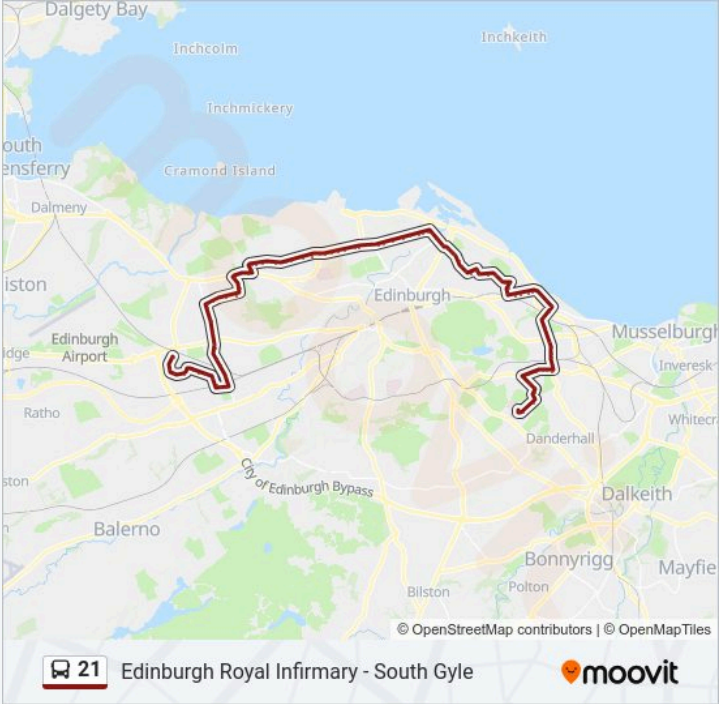 Dalgety Bay
Inchkeith
Inchcolm
Inchmickery
outh
ensferry
Cramond Island
Dalmeny
iston
Edinburgh
Edinburgh
Airport
Musselburgh
idge
Inveresk
Ratho
Whitecr
Danderhall
ston
City of Edinburgh Bypass
Dalkeith
Balerno
Bonnyrigg
Mayfie
Polton
Bilston
© OpenStreetMap contributors | © OpenMapTiles
21 Edinburgh Royal Infirmary - South Gyle
moovit